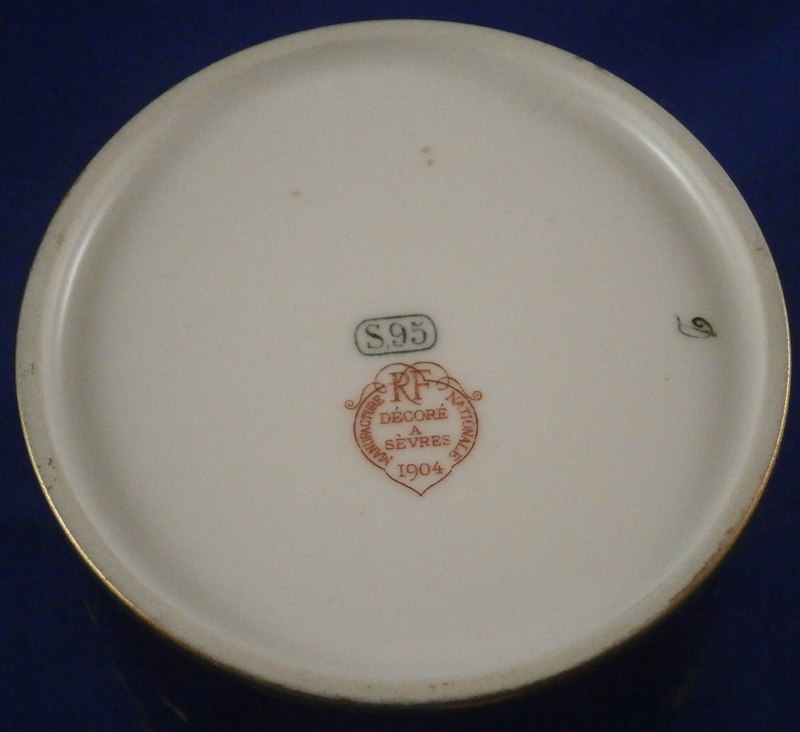 S.95
RF
MANUFACTURE NATIONALE
DÉCORÉ
A
SÈVRES
1904